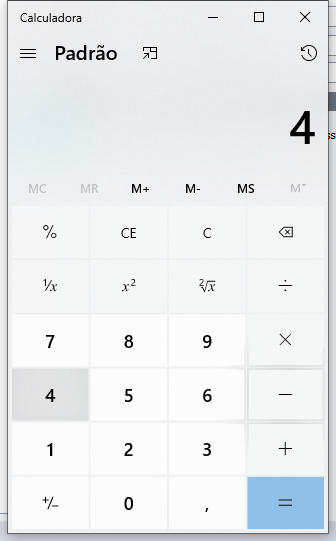 Calculadora
Padrão
4
MC MR M+ M- MS M˅
% CE C
¹⁄x x² ²√x ÷
7 8 9 ×
4 5 6 −
1 2 3 +
+/− 0 , =
ss